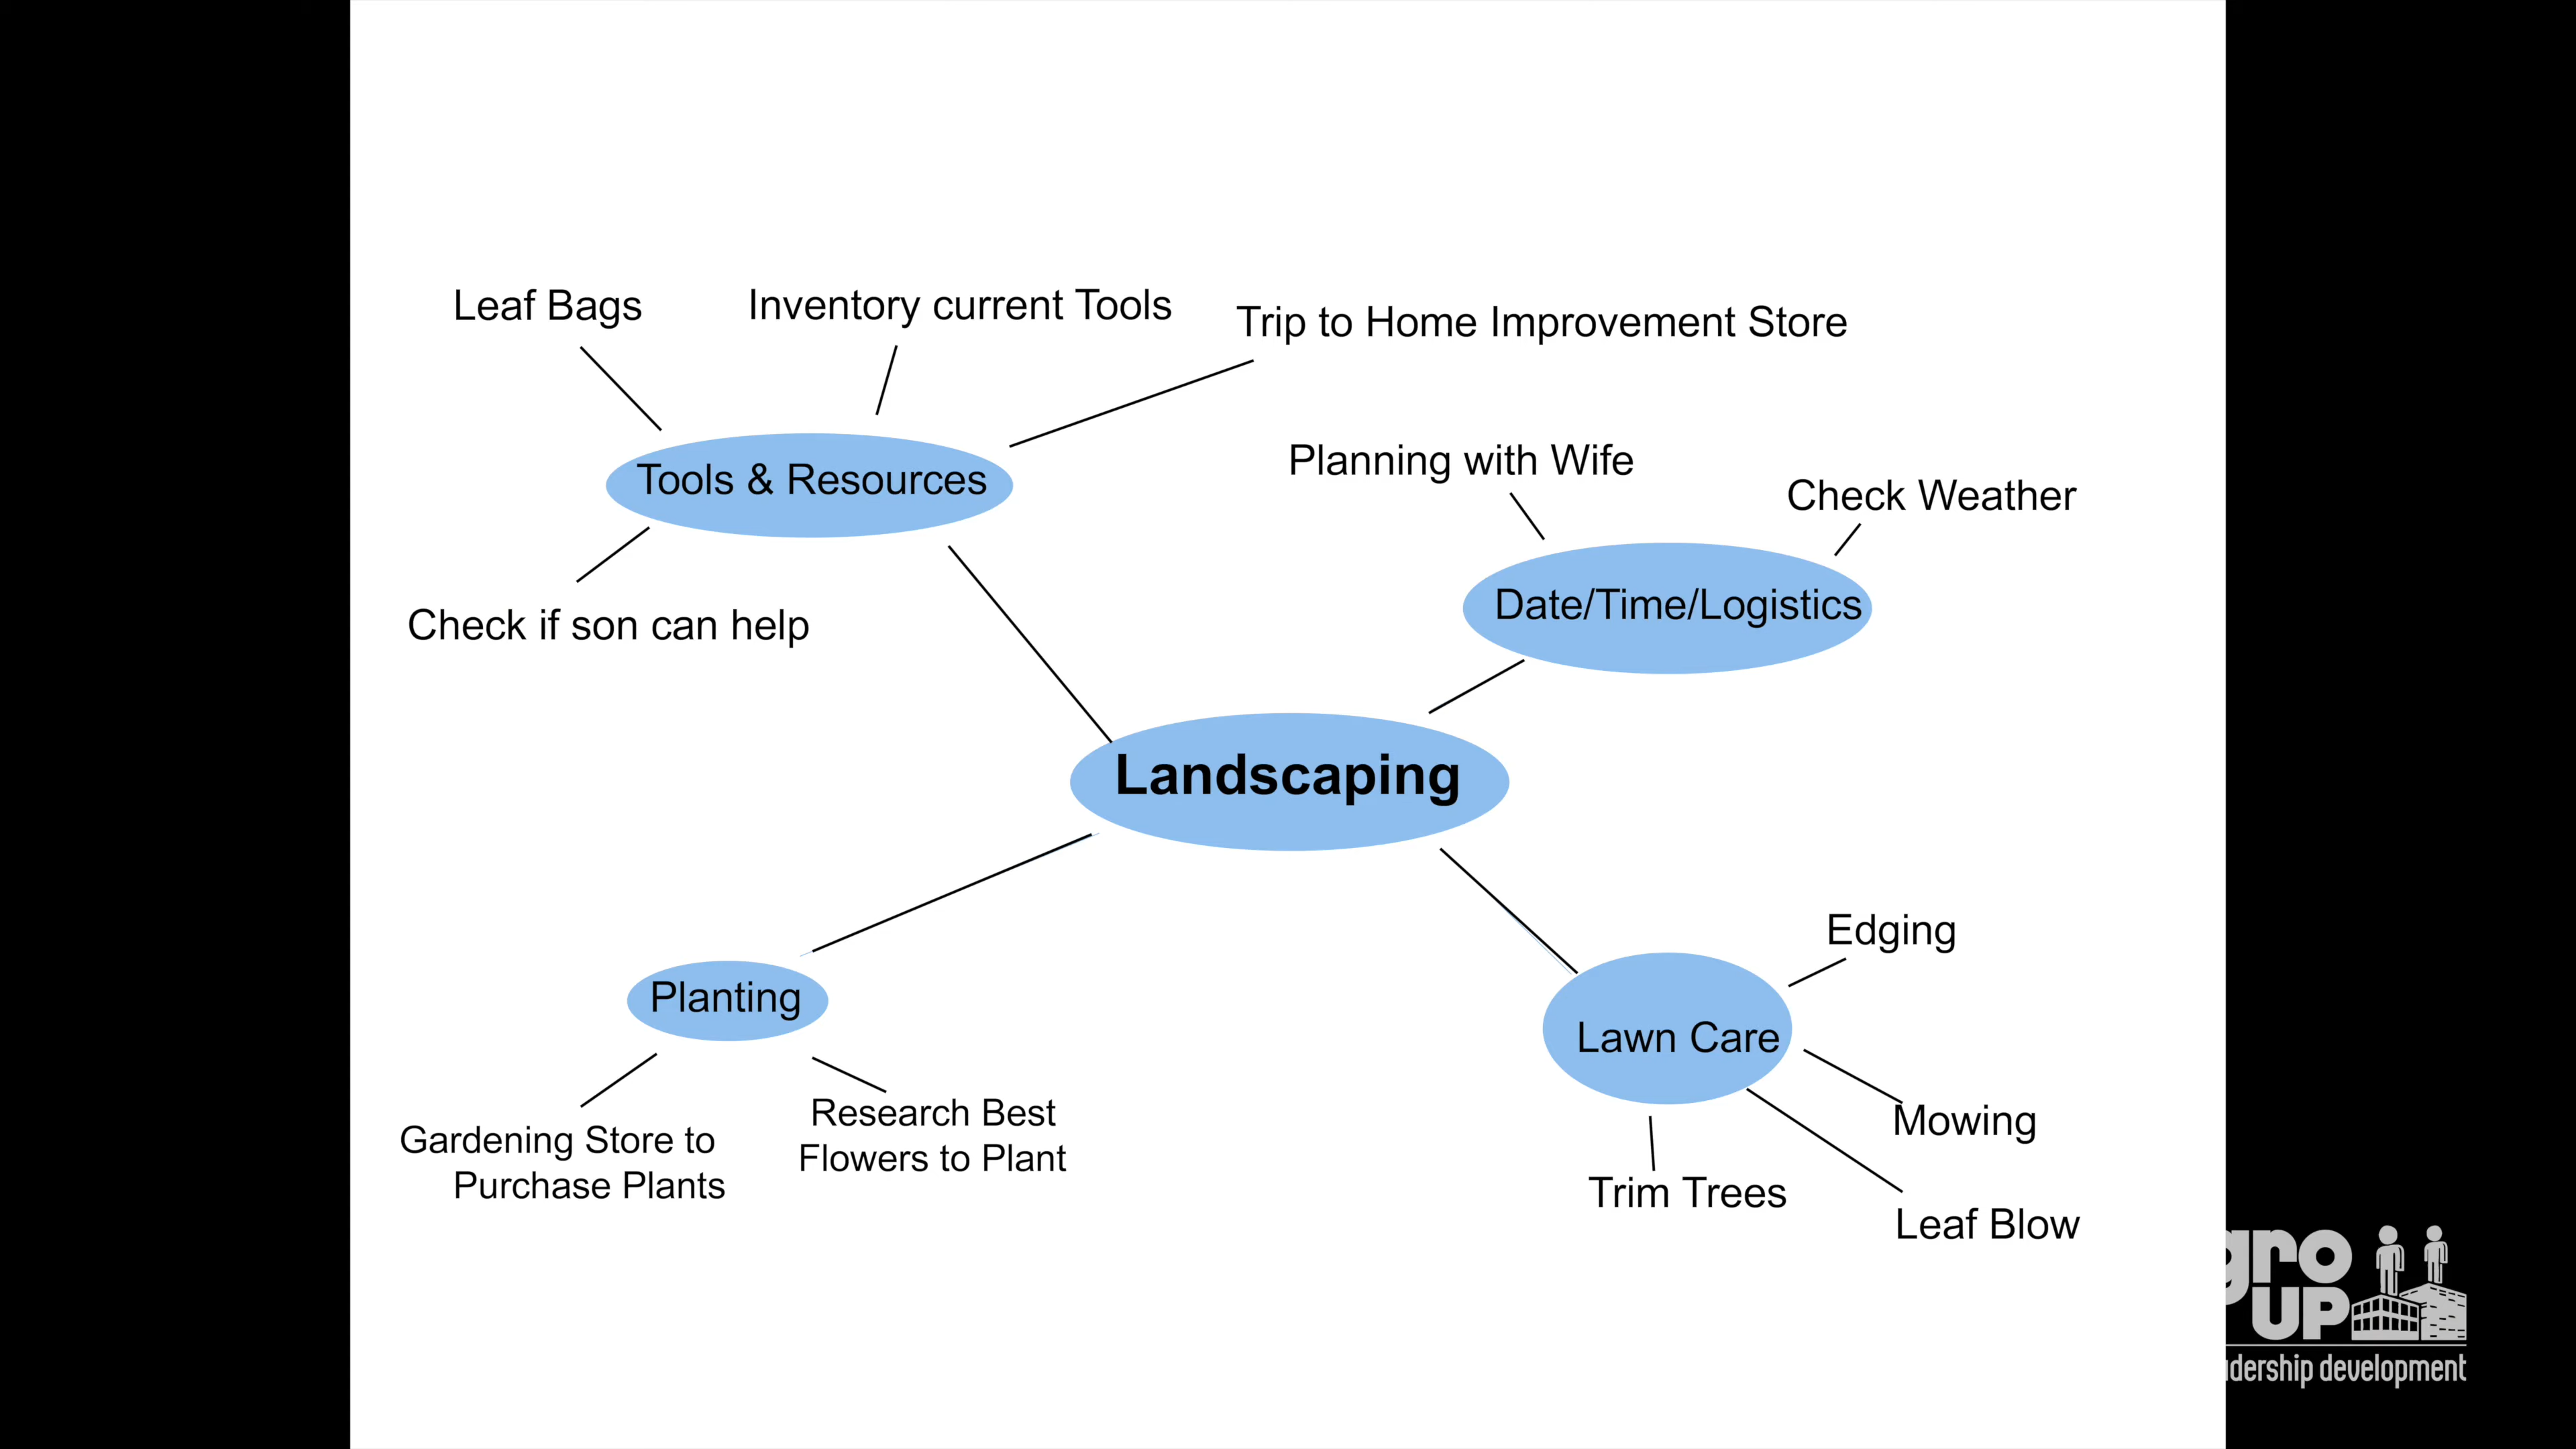 Leaf Bags
Inventory current Tools
Trip to Home Improvement Store
Tools & Resources
Check if son can help
Planning with Wife
Check Weather
Date/Time/Logistics
Landscaping
Planting
Gardening Store to
Purchase Plants
Research Best
Flowers to Plant
Lawn Care
Edging
Mowing
Leaf Blow
Trim Trees
gro
UP
development